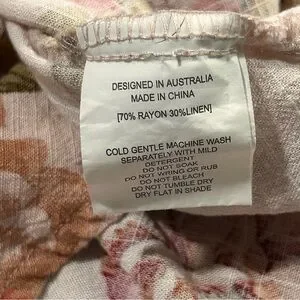 DESIGNED IN AUSTRALIA
MADE IN CHINA
[70% RAYON 30%LINEN]
COLD GENTLE MACHINE WASH
SEPARATELY WITH MILD
DETERGENT
DO NOT SOAK
DO NOT WRING OR RUB
DO NOT BLEACH
DO NOT TUMBLE DRY
DRY FLAT IN SHADE